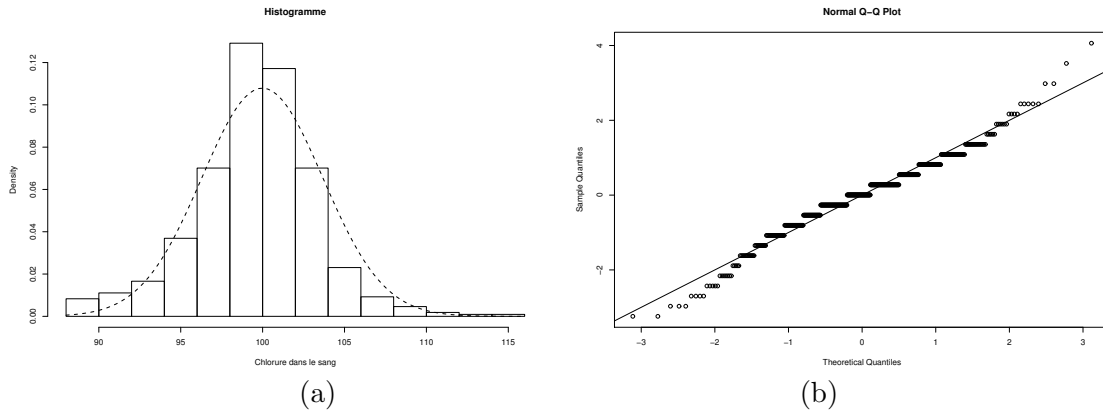 Histogramme
Density
0.00 0.02 0.04 0.06 0.08 0.10 0.12
90 95 100 105 110 115
Chlorure dans le sang
(a)
Normal Q−Q Plot
Sample Quantiles
−2 0 2 4
−3 −2 −1 0 1 2 3
Theoretical Quantiles
(b)